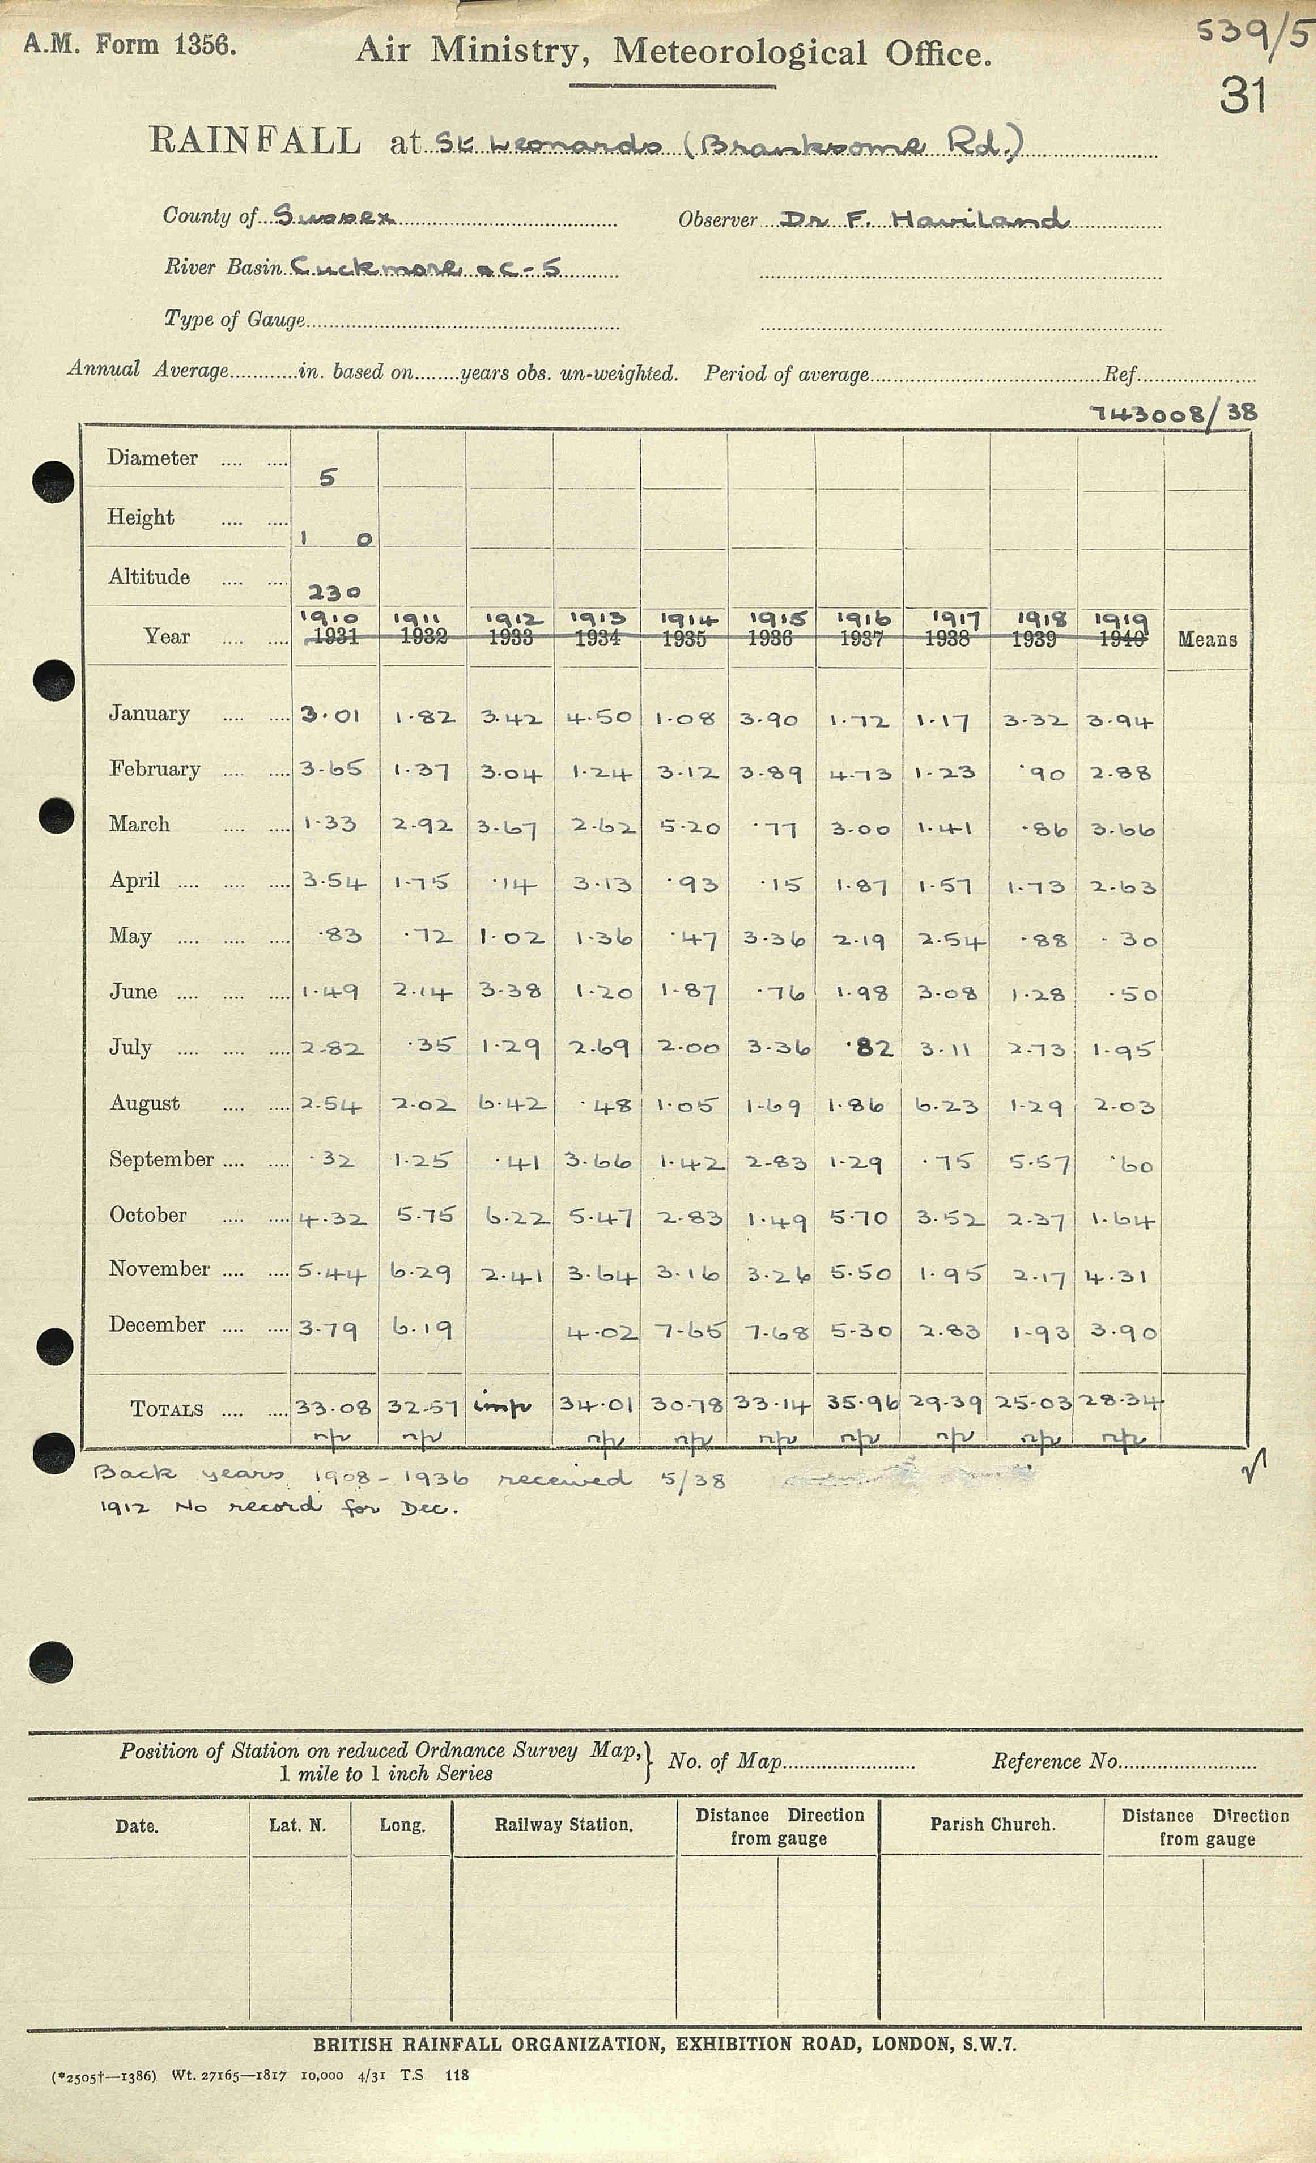 539/5
A.M. Form 1356. Air Ministry, Meteorological Office.
31
RAINFALL at St Leonards (Branksome Rd.)
County of Sussex Observer Dr F. Haviland
River Basin Cuckmere &c - 5
Type of Gauge
Annual Average in. based on years obs. un-weighted. Period of average Ref.
743008/38
Diameter 5
Height 1 0
Altitude 230
1910 1911 1912 1913 1914 1915 1916 1917 1918 1919
Year 1931 1932 1933 1934 1935 1936 1937 1938 1939 1940 Means
January 3.01 1.82 3.42 4.50 1.08 3.90 1.72 1.17 3.32 3.94
February 3.65 1.37 3.04 1.24 3.12 3.89 4.73 1.23 .90 2.88
March 1.33 2.92 3.67 2.62 5.20 .77 3.00 1.41 .86 3.66
April 3.54 1.75 .14 3.13 .93 .15 1.87 1.57 1.73 2.63
May .83 .72 1.02 1.36 .47 3.36 2.19 2.54 .88 .30
June 1.49 2.14 3.38 1.20 1.87 .76 1.98 3.08 1.28 .50
July 2.82 .35 1.29 2.69 2.00 3.36 .82 3.11 2.73 1.95
August 2.54 2.02 6.42 .48 1.05 1.69 1.86 6.23 1.29 2.03
September .32 1.25 .41 3.66 1.42 2.83 1.29 .75 5.57 .60
October 4.32 5.75 6.22 5.47 2.83 1.49 5.70 3.52 2.37 1.64
November 5.44 6.29 2.41 3.64 3.16 3.26 5.50 1.95 2.17 4.31
December 3.79 6.19 4.02 7.65 7.68 5.30 2.83 1.93 3.90
TOTALS 33.08 32.57 imp 34.01 30.78 33.14 35.96 29.39 25.03 28.34
np np np np np np np np np
Back years 1908-1936 received 5/38
1912 No record for Dec.
Position of Station on reduced Ordnance Survey Map, } No. of Map Reference No.
1 mile to 1 inch Series
Date. Lat. N. Long. Railway Station. Distance Direction from gauge Parish Church. Distance Direction from gauge
BRITISH RAINFALL ORGANIZATION, EXHIBITION ROAD, LONDON, S.W.7.
(*2505†—1386) Wt. 27165—1817 10,000 4/31 T.S 118